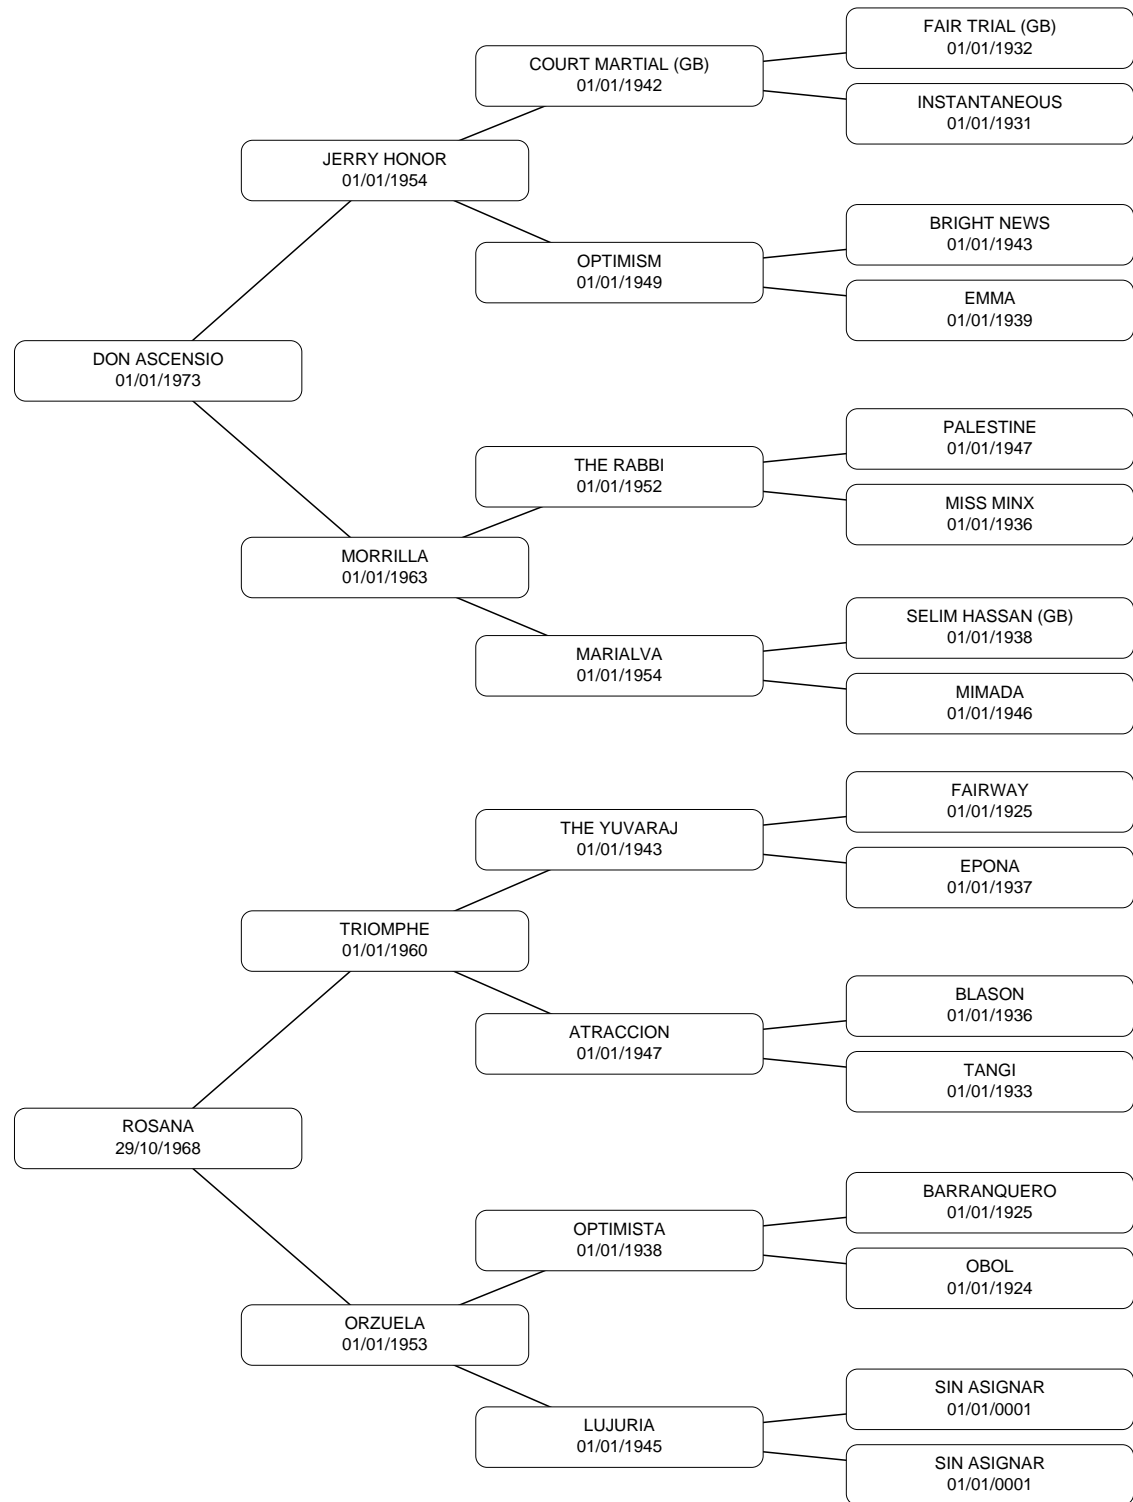 FAIR TRIAL (GB)
01/01/1932
COURT MARTIAL (GB)
01/01/1942
INSTANTANEOUS
01/01/1931
JERRY HONOR
01/01/1954
BRIGHT NEWS
01/01/1943
OPTIMISM
01/01/1949
EMMA
01/01/1939
DON ASCENSIO
01/01/1973
PALESTINE
01/01/1947
THE RABBI
01/01/1952
MISS MINX
01/01/1936
MORRILLA
01/01/1963
SELIM HASSAN (GB)
01/01/1938
MARIALVA
01/01/1954
MIMADA
01/01/1946
FAIRWAY
01/01/1925
THE YUVARAJ
01/01/1943
EPONA
01/01/1937
TRIOMPHE
01/01/1960
BLASON
01/01/1936
ATRACCION
01/01/1947
TANGI
01/01/1933
ROSANA
29/10/1968
BARRANQUERO
01/01/1925
OPTIMISTA
01/01/1938
OBOL
01/01/1924
ORZUELA
01/01/1953
SIN ASIGNAR
01/01/0001
LUJURIA
01/01/1945
SIN ASIGNAR
01/01/0001